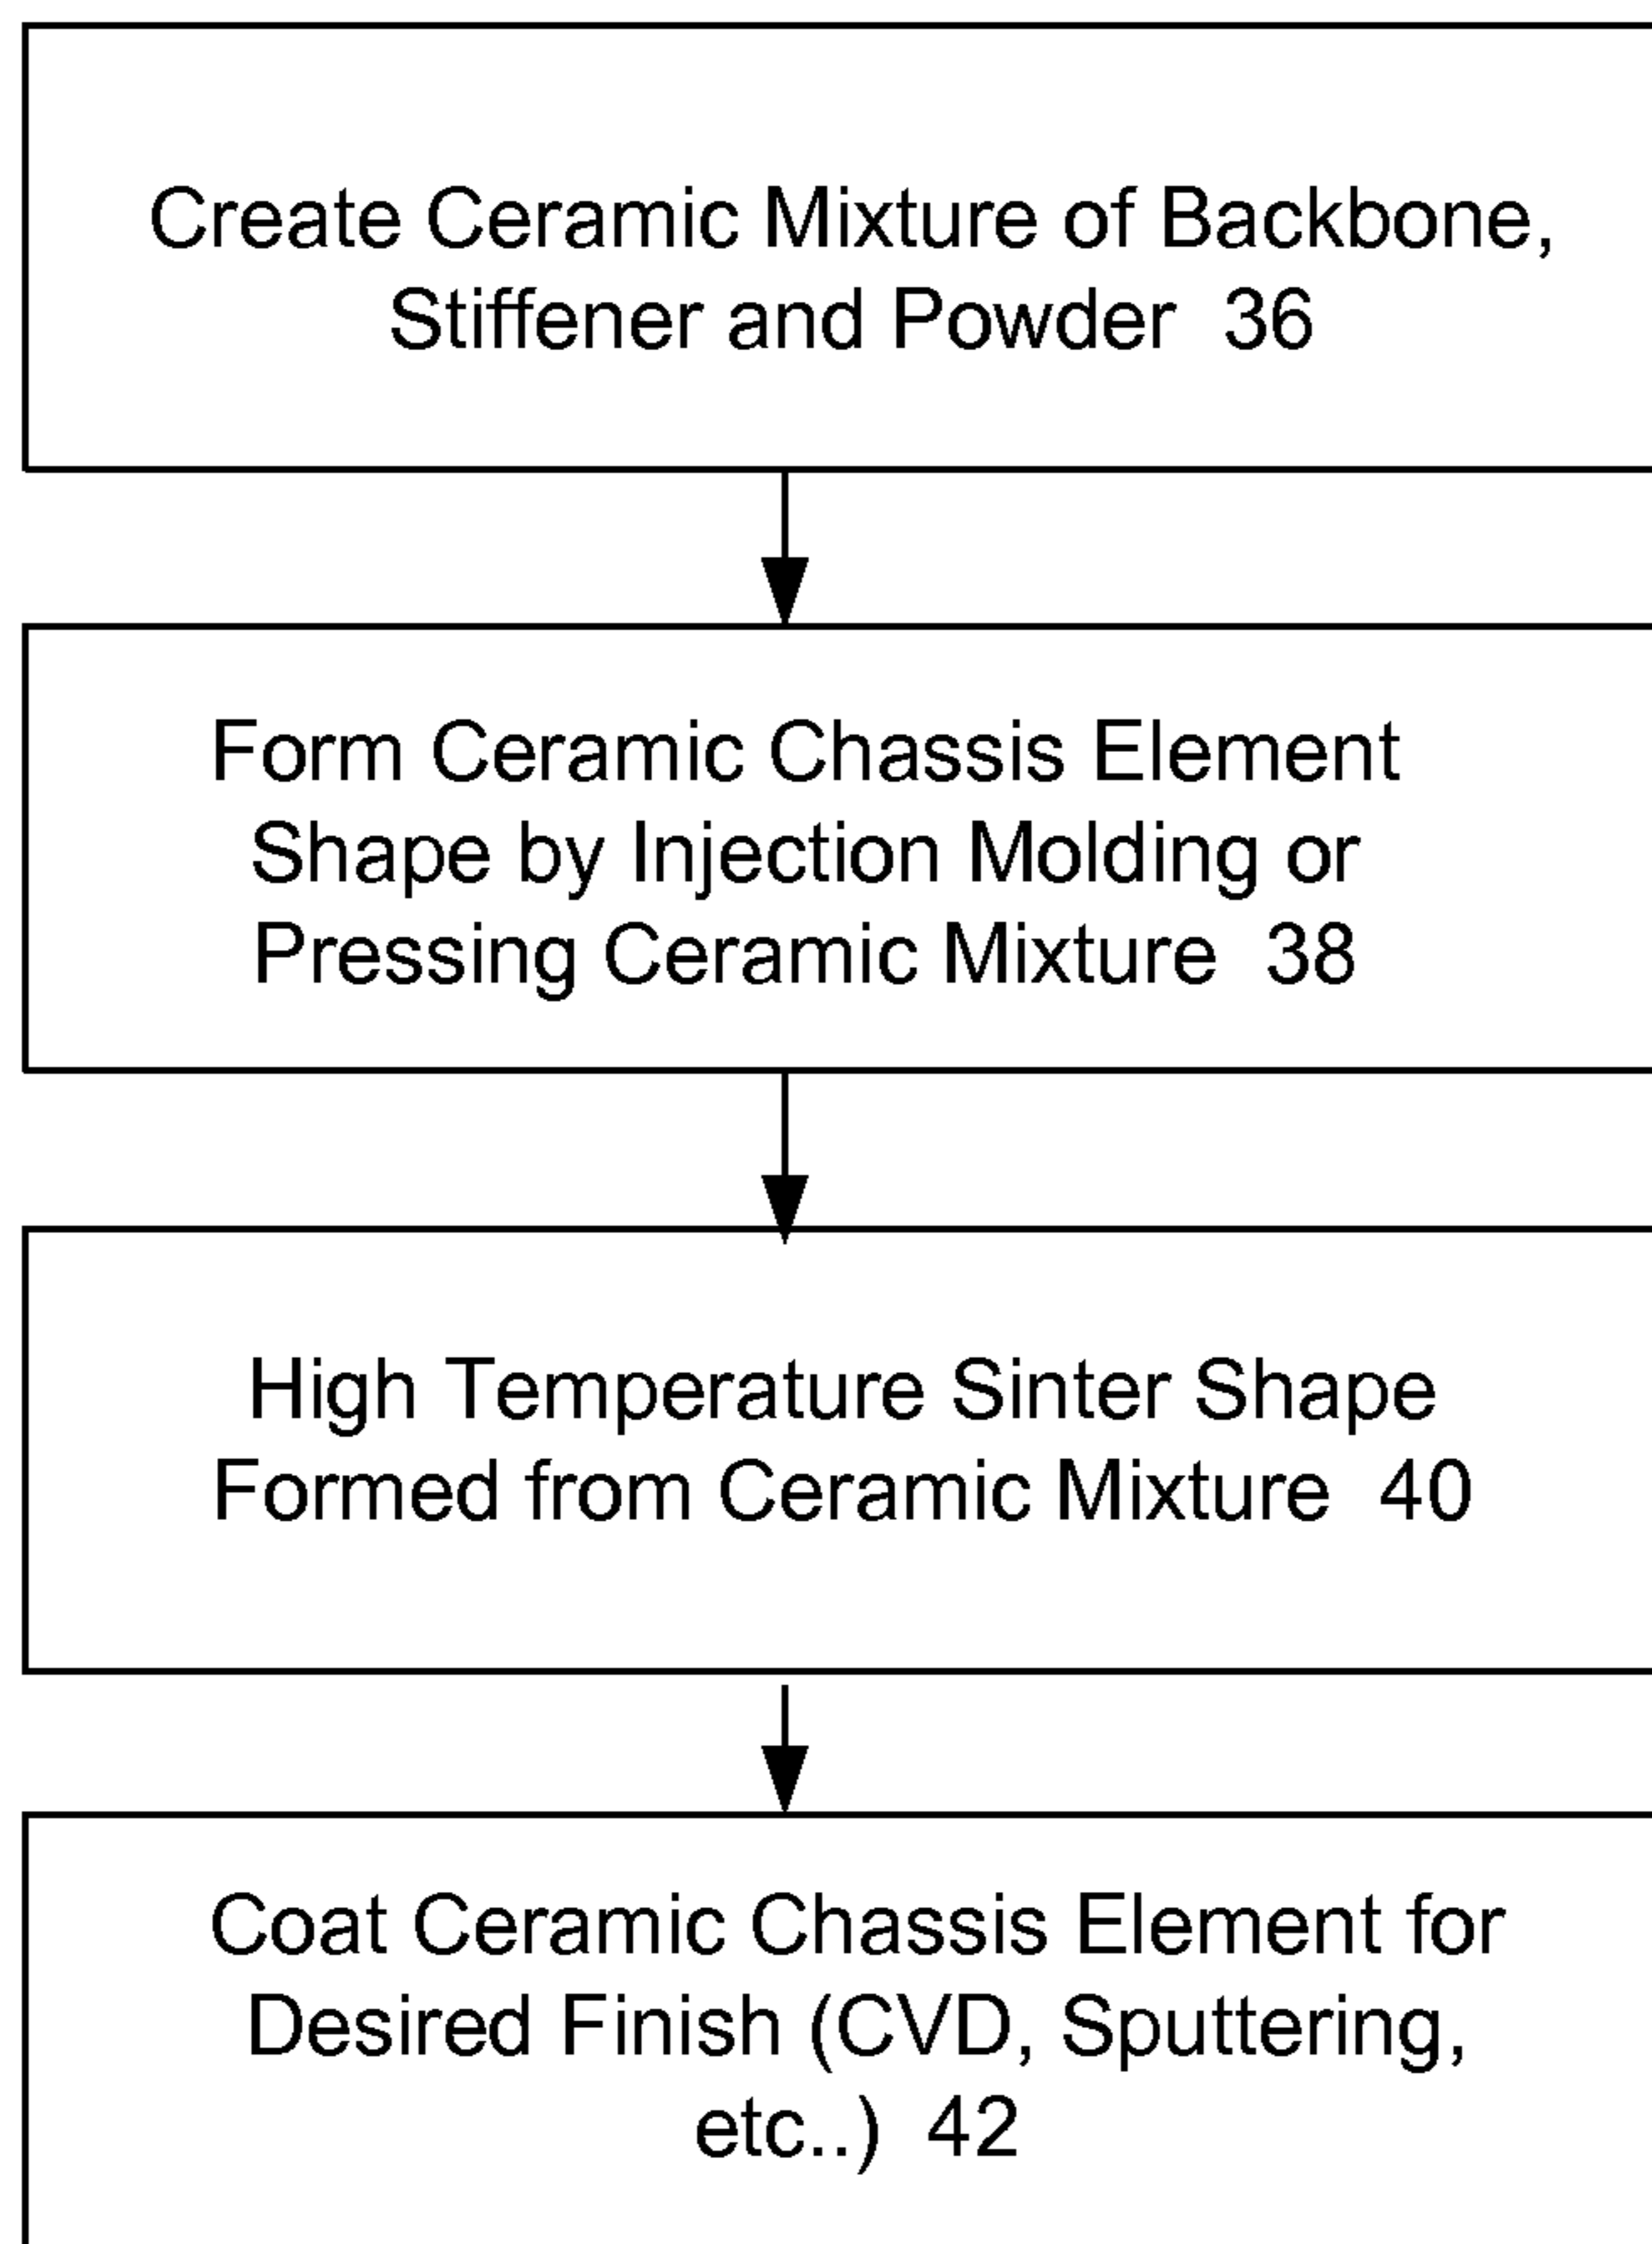 Create Ceramic Mixture of Backbone,
Stiffener and Powder 36
Form Ceramic Chassis Element
Shape by Injection Molding or
Pressing Ceramic Mixture 38
High Temperature Sinter Shape
Formed from Ceramic Mixture 40
Coat Ceramic Chassis Element for
Desired Finish (CVD, Sputtering,
etc..) 42